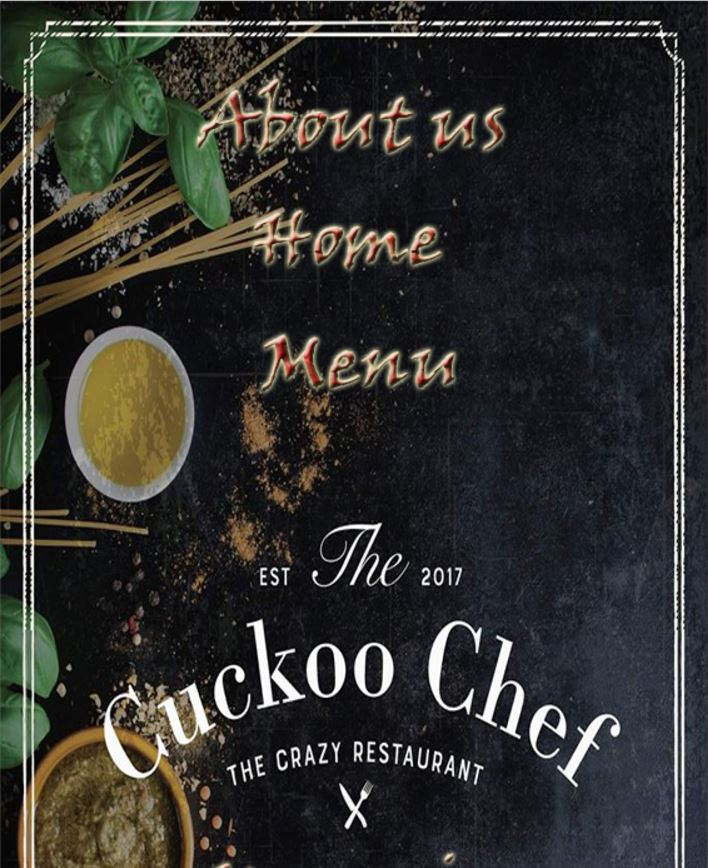 About us
Home
Menu
EST The 2017
Cuckoo Chef
THE CRAZY RESTAURANT